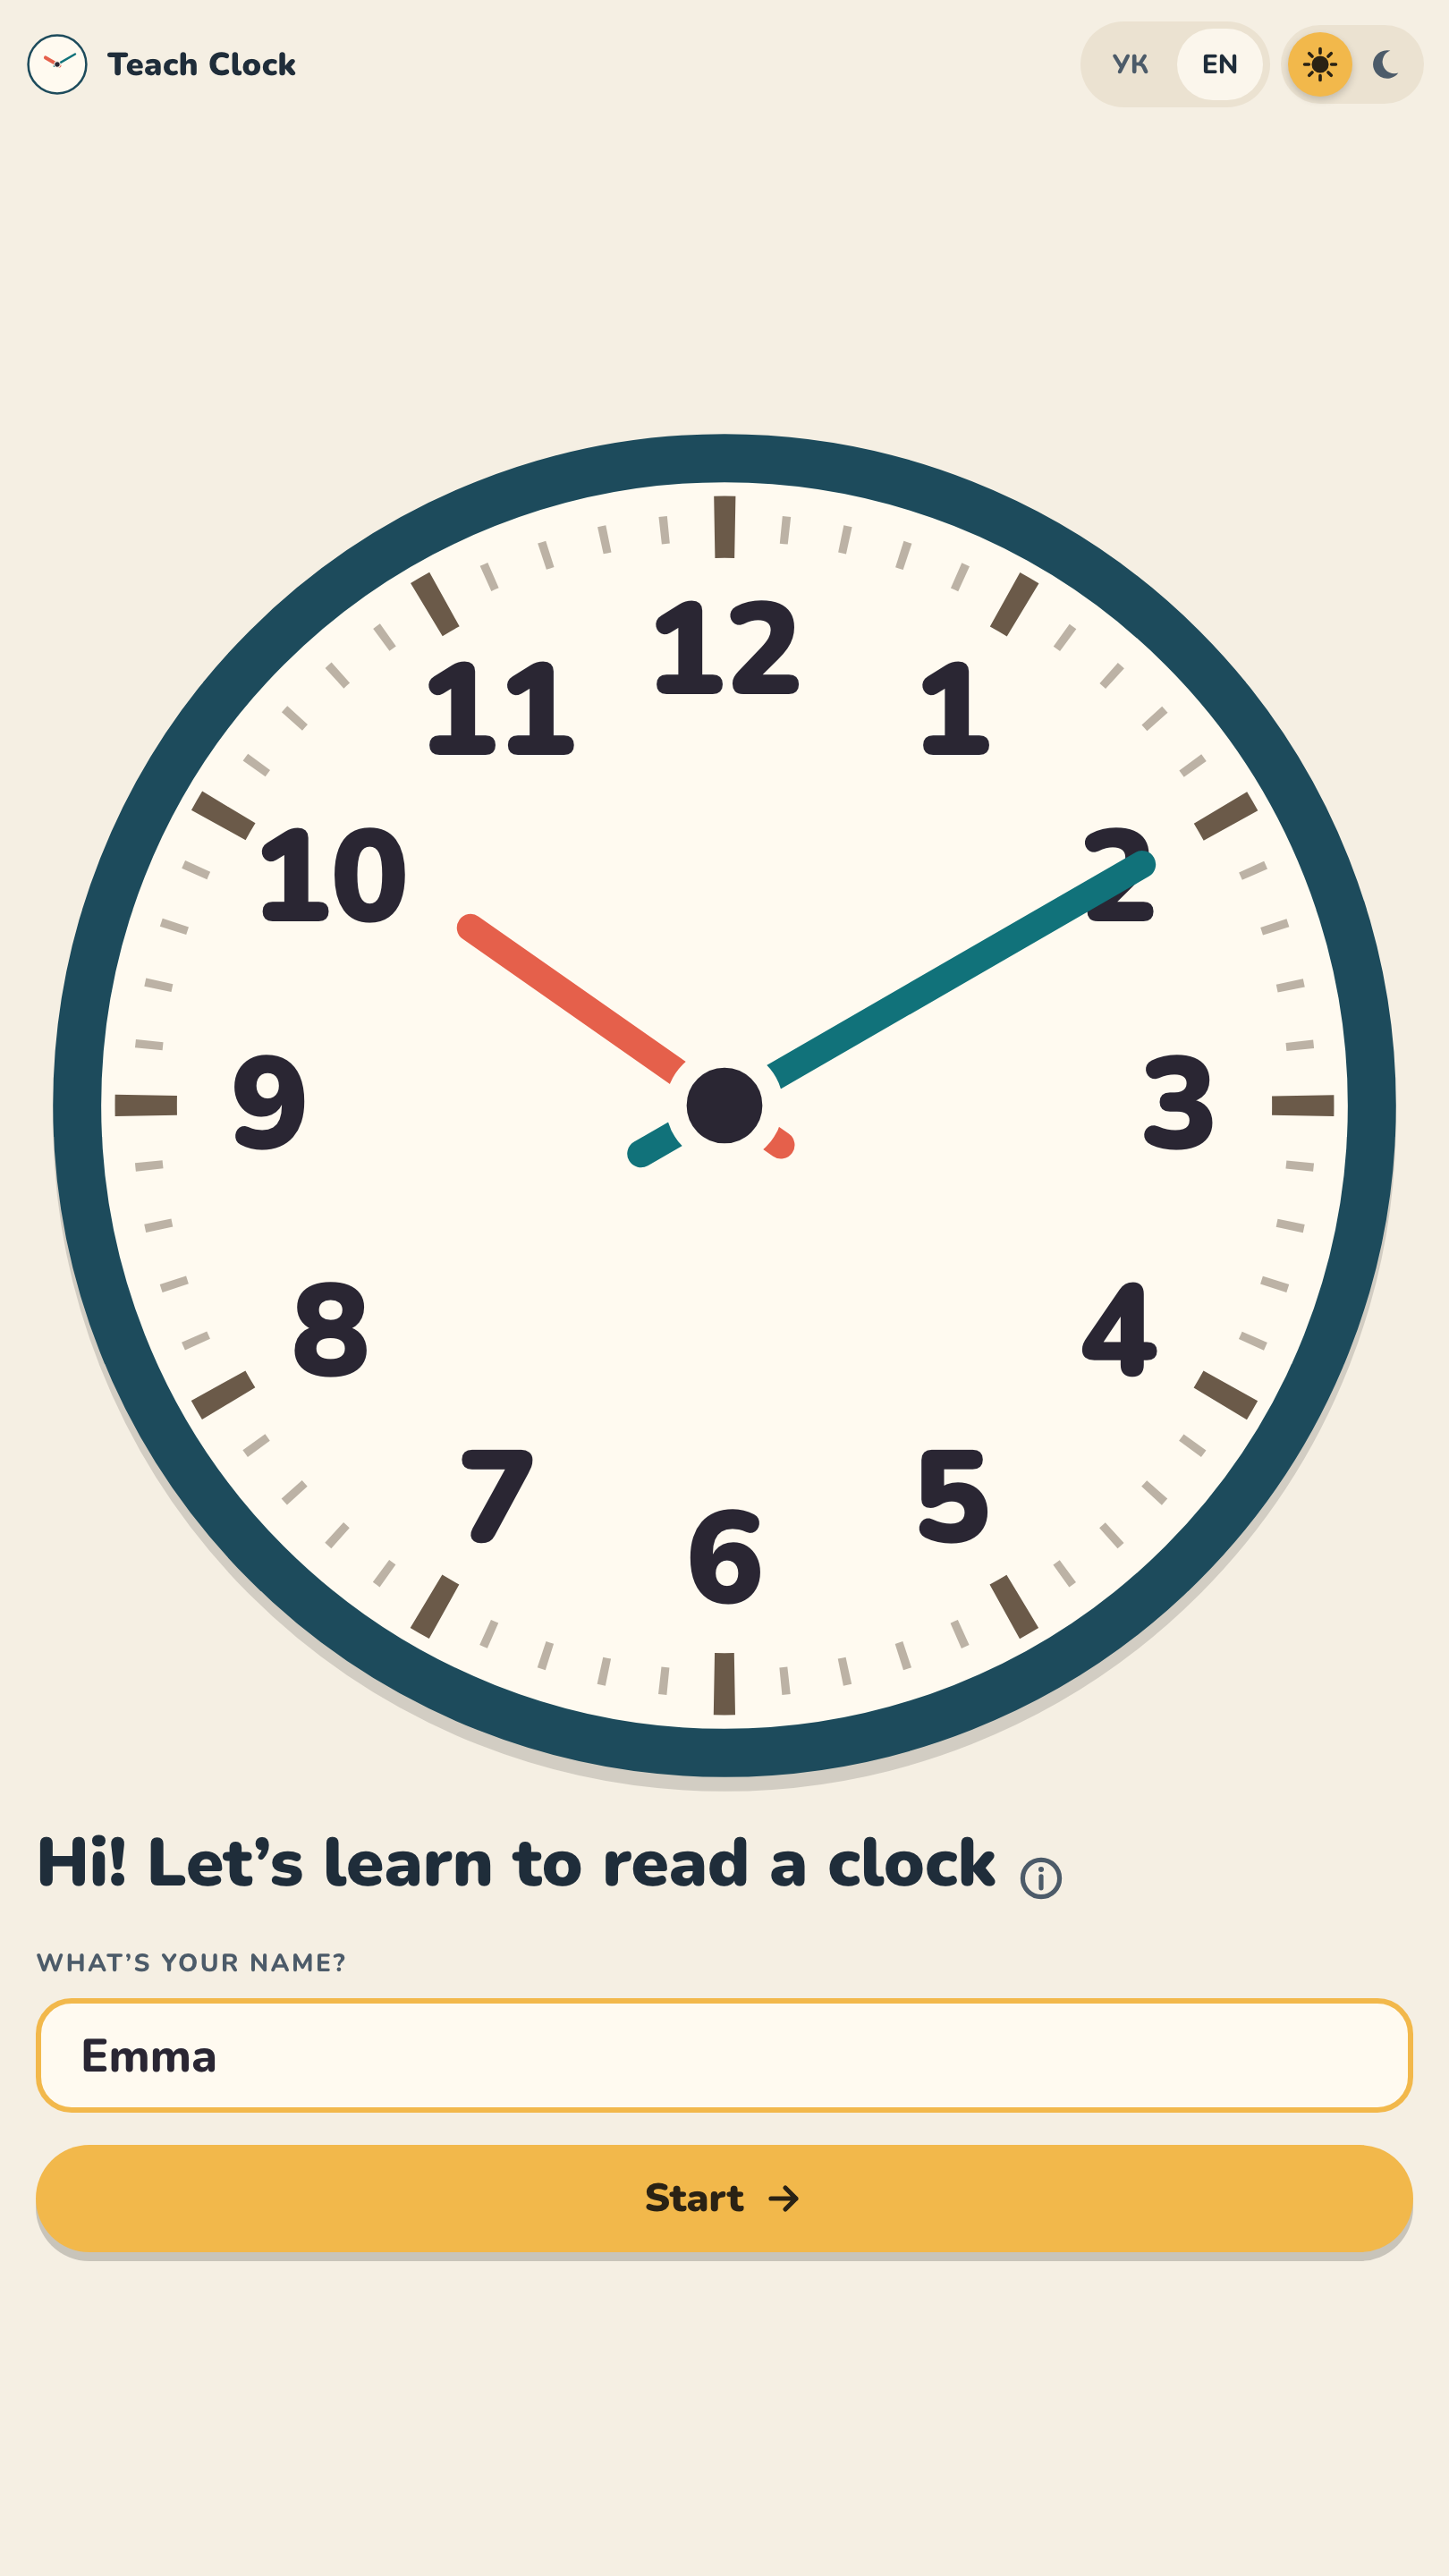 Teach Clock
УК EN
12
11 1
10 2
9 3
8 4
7 5
6
Hi! Let’s learn to read a clock
WHAT’S YOUR NAME?
Emma
Start →